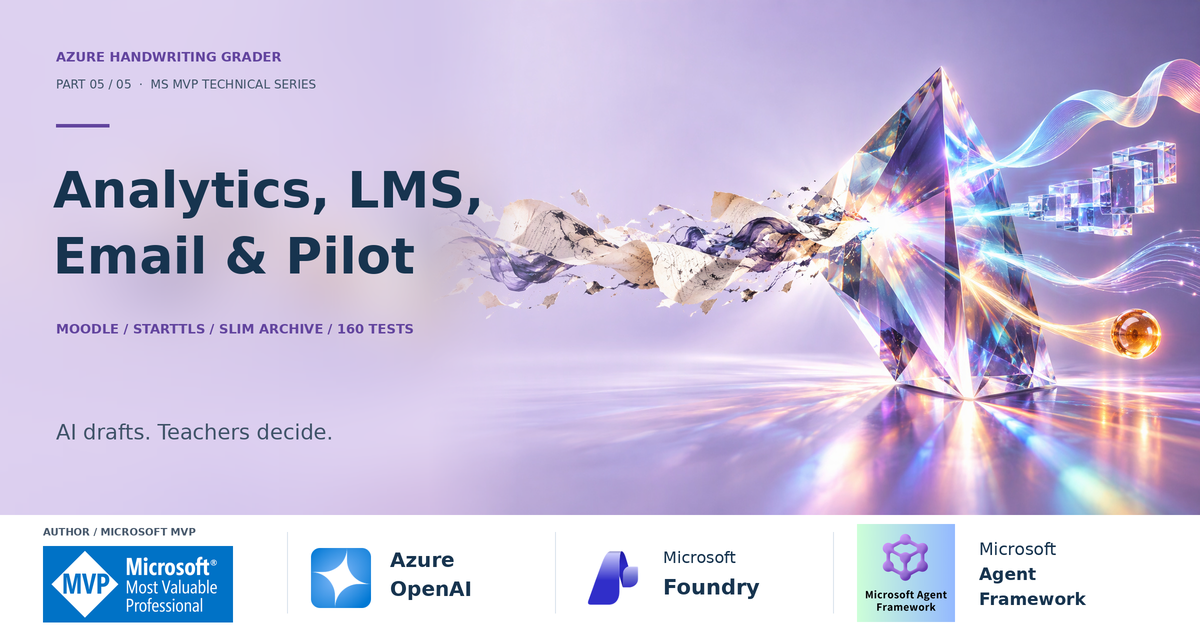 AZURE HANDWRITING GRADER
PART 05 / 05 · MS MVP TECHNICAL SERIES
Analytics, LMS,
Email & Pilot
MOODLE / STARTTLS / SLIM ARCHIVE / 160 TESTS
AI drafts. Teachers decide.
AUTHOR / MICROSOFT MVP
MVP
Microsoft®
Most Valuable
Professional
Azure
OpenAI
Microsoft
Foundry
Microsoft Agent
Framework
Microsoft
Agent
Framework